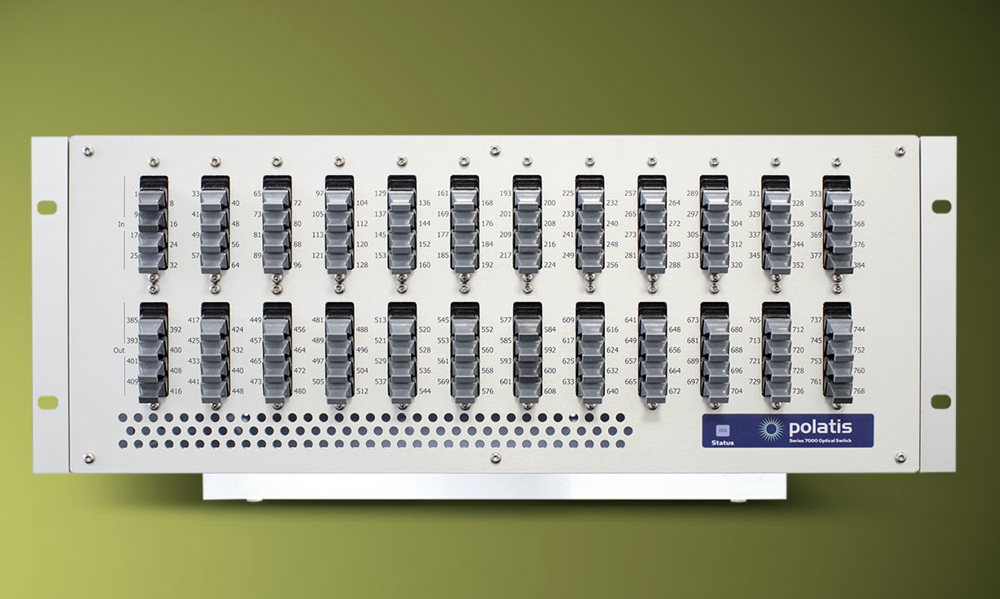 1 8 33 40 65 72 97 104 129 136 161 168 193 200 225 232 257 264 289 296 321 328 353 360
In 9 16 41 48 73 80 105 112 137 144 169 176 201 208 233 240 265 272 297 304 329 336 361 368
17 24 49 56 81 88 113 120 145 152 177 184 209 216 241 248 273 280 305 312 337 344 369 376
25 32 57 64 89 96 121 128 153 160 185 192 217 224 249 256 281 288 313 320 345 352 377 384
385 392 417 424 449 456 481 488 513 520 545 552 577 584 609 616 641 648 673 680 705 712 737 744
Out 393 400 425 432 457 464 489 496 521 528 553 560 585 592 617 624 649 656 681 688 713 720 745 752
401 408 433 440 465 472 497 504 529 536 561 568 593 600 625 632 657 664 689 696 721 728 753 760
409 416 441 448 473 480 505 512 537 544 569 576 601 608 633 640 665 672 697 704 729 736 761 768
Status
polatis
Series 7000 Optical Switch